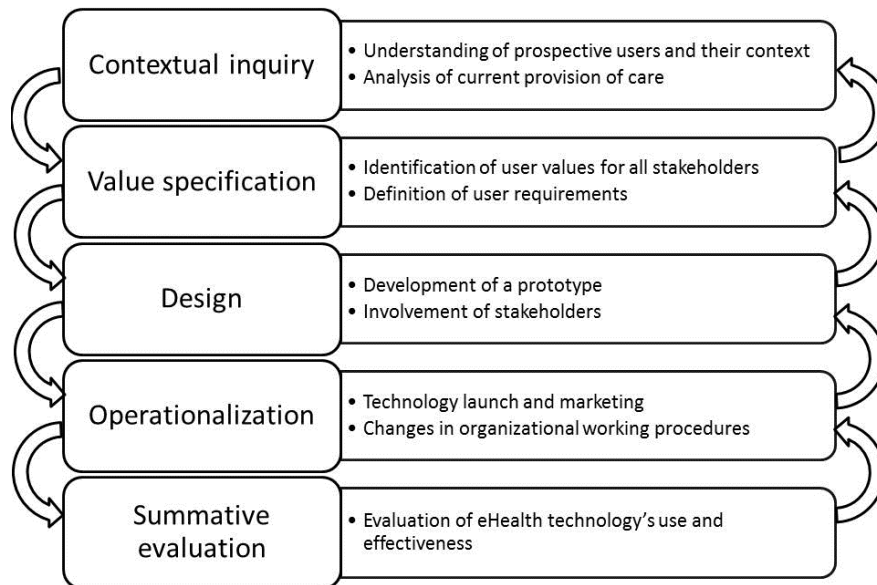 Contextual inquiry
• Understanding of prospective users and their context
• Analysis of current provision of care
Value specification
• Identification of user values for all stakeholders
• Definition of user requirements
Design
• Development of a prototype
• Involvement of stakeholders
Operationalization
• Technology launch and marketing
• Changes in organizational working procedures
Summative
evaluation
• Evaluation of eHealth technology's use and
effectiveness